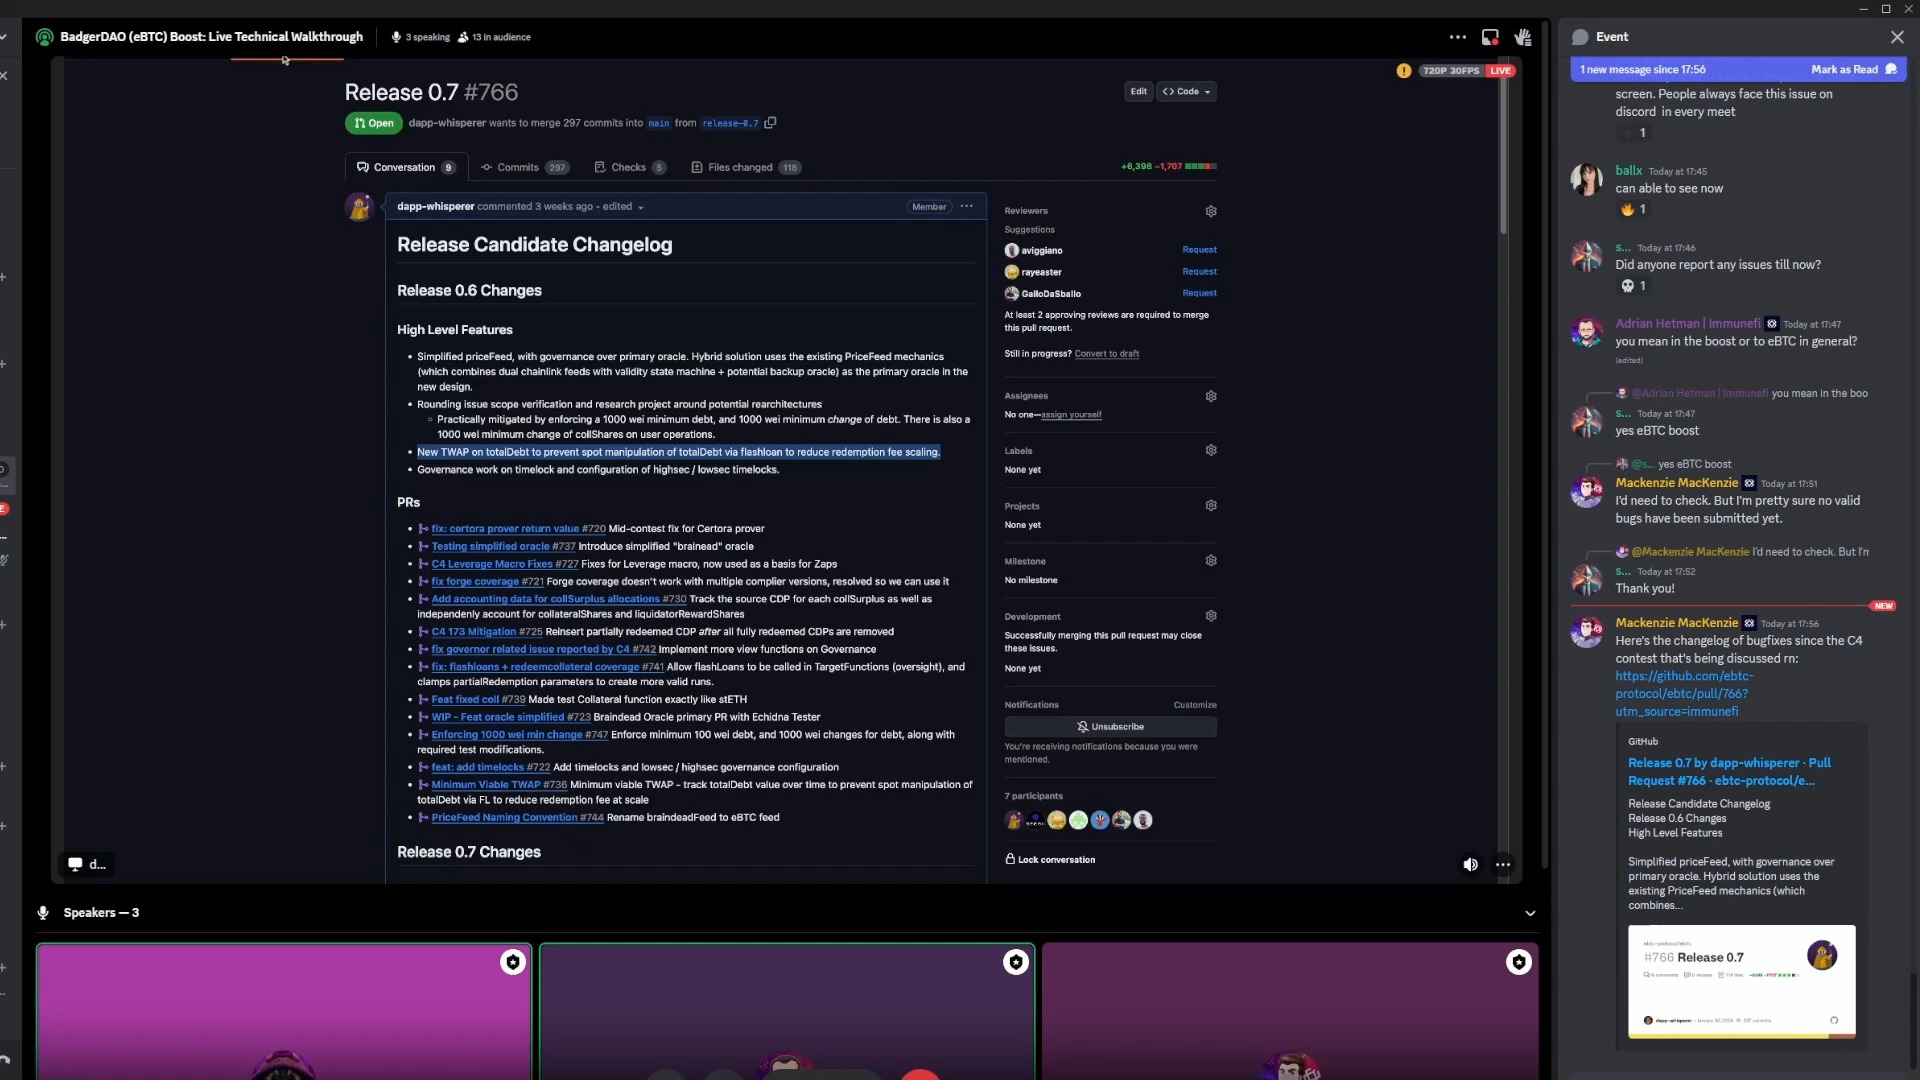 BadgerDAO (eBTC) Boost: Live Technical Walkthrough
3 speaking 13 in audience
720P 30FPS LIVE
Release 0.7 #766
Edit <> Code
Open dapp-whisperer wants to merge 297 commits into main from release-0.7
Conversation 9 Commits 297 Checks 5 Files changed 118
+6,398 −1,707
dapp-whisperer commented 3 weeks ago • edited
Member
Release Candidate Changelog
Release 0.6 Changes
High Level Features
• Simplified priceFeed, with governance over primary oracle. Hybrid solution uses the existing PriceFeed mechanics
(which combines dual chainlink feeds with validity state machine + potential backup oracle) as the primary oracle in the
new design.
• Rounding issue scope verification and research project around potential rearchitectures
Practically mitigated by enforcing a 1000 wei minimum debt, and 1000 wei minimum change of debt. There is also a
1000 wei minimum change of collShares on user operations.
• New TWAP on totalDebt to prevent spot manipulation of totalDebt via flashloan to reduce redemption fee scaling.
• Governance work on timelock and configuration of highsec / lowsec timelocks.
PRs
• fix: certora prover return value #720 Mid-contest fix for Certora prover
• Testing simplified oracle #737 Introduce simplified "brainead" oracle
• C4 Leverage Macro Fixes #727 Fixes for Leverage macro, now used as a basis for Zaps
• fix forge coverage #721 Forge coverage doesn't work with multiple complier versions, resolved so we can use it
• Add accounting data for collSurplus allocations #730 Track the source CDP for each collSurplus as well as
independenly account for collateralShares and liquidatorRewardShares
• C4 173 Mitigation #725 Reinsert partially redeemed CDP after all fully redeemed CDPs are removed
• fix governor related issue reported by C4 #742 Implement more view functions on Governance
• fix: flashloans + redeemcollateral coverage #741 Allow flashLoans to be called in TargetFunctions (oversight), and
clamps partialRedemption parameters to create more valid runs.
• Feat fixed coll #739 Made test Collateral function exactly like stETH
• WIP - Feat oracle simplified #723 Braindead Oracle primary PR with Echidna Tester
• Enforcing 1000 wei min change #747 Enforce minimum 100 wei debt, and 1000 wei changes for debt, along with
required test modifications.
• feat: add timelocks #722 Add timelocks and lowsec / highsec governance configuration
• Minimum Viable TWAP #736 Minimum viable TWAP - track totalDebt value over time to prevent spot manipulation of
totalDebt via FL to reduce redemption fee at scale
• PriceFeed Naming Convention #744 Rename braindeadFeed to eBTC feed
Release 0.7 Changes
Reviewers
Suggestions
aviggiano Request
rayeaster Request
GalloDaSballo Request
At least 2 approving reviews are required to merge
this pull request.
Still in progress? Convert to draft
Assignees
No one—assign yourself
Labels
None yet
Projects
None yet
Milestone
No milestone
Development
Successfully merging this pull request may close
these issues.
None yet
Notifications Customize
Unsubscribe
You're receiving notifications because you were
mentioned.
7 participants
Lock conversation
d...
Speakers — 3
Event
1 new message since 17:56 Mark as Read
screen. People always face this issue on
discord in every meet
1
ballx Today at 17:45
can able to see now
1
s... Today at 17:46
Did anyone report any issues till now?
1
Adrian Hetman | Immunefi Today at 17:47
you mean in the boost or to eBTC in general?
(edited)
@Adrian Hetman | Immunefi you mean in the boo
s... Today at 17:47
yes eBTC boost
@s... yes eBTC boost
Mackenzie MacKenzie Today at 17:51
I'd need to check. But I'm pretty sure no valid
bugs have been submitted yet.
@Mackenzie MacKenzie I'd need to check. But I'm
s... Today at 17:52
Thank you!
NEW
Mackenzie MacKenzie Today at 17:56
Here's the changelog of bugfixes since the C4
contest that's being discussed rn:
https://github.com/ebtc-
protocol/ebtc/pull/766?
utm_source=immunefi
GitHub
Release 0.7 by dapp-whisperer · Pull
Request #766 · ebtc-protocol/e...
Release Candidate Changelog
Release 0.6 Changes
High Level Features
Simplified priceFeed, with governance over
primary oracle. Hybrid solution uses the
existing PriceFeed mechanics (which
combines...
#766 Release 0.7